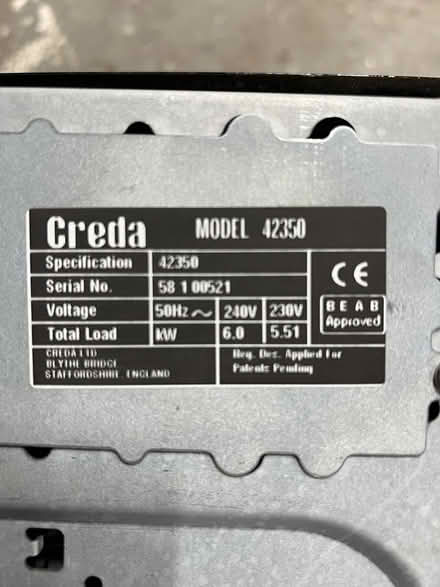 Creda MODEL 42350
Specification 42350
Serial No. 58 1 00521
Voltage 50Hz ~ 240V 230V
Total Load kW 6.0 5.51
CE
BEAB
Approved
CREDA LTD
BLYTHE BRIDGE
STAFFORDSHIRE. ENGLAND
Reg. Des. Applied For
Patents Pending